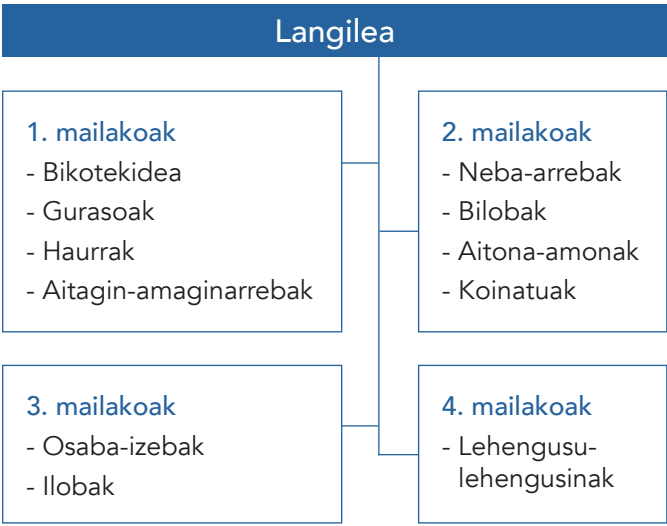 Langilea
1. mailakoak
- Bikotekidea
- Gurasoak
- Haurrak
- Aitagin-amaginarrebak
2. mailakoak
- Neba-arrebak
- Bilobak
- Aitona-amonak
- Koinatuak
3. mailakoak
- Osaba-izebak
- Ilobak
4. mailakoak
- Lehengusu-
lehengusinak